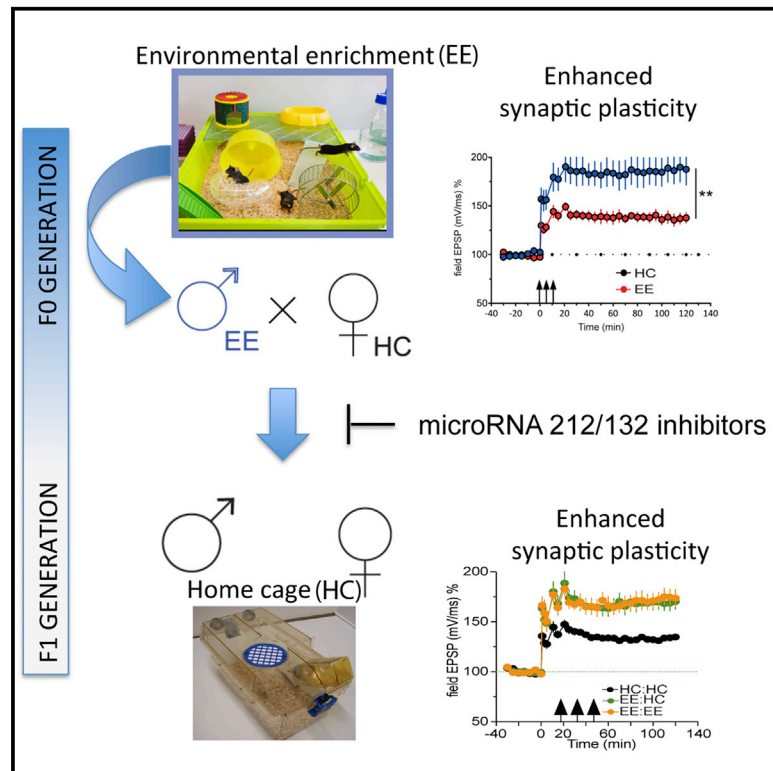 Environmental enrichment (EE)
Enhanced
synaptic plasticity
F0 GENERATION
200
150
100
50
field EPSP (mV/ms) %
**
HC
EE
-40 -20 0 20 40 60 80 100 120 140
Time (min)
EE
X
HC
microRNA 212/132 inhibitors
F1 GENERATION
Home cage (HC)
Enhanced
synaptic plasticity
200
150
100
50
field EPSP (mV/ms) %
HC:HC
EE:HC
EE:EE
-40 0 20 40 60 80 100 120 140
Time (min)